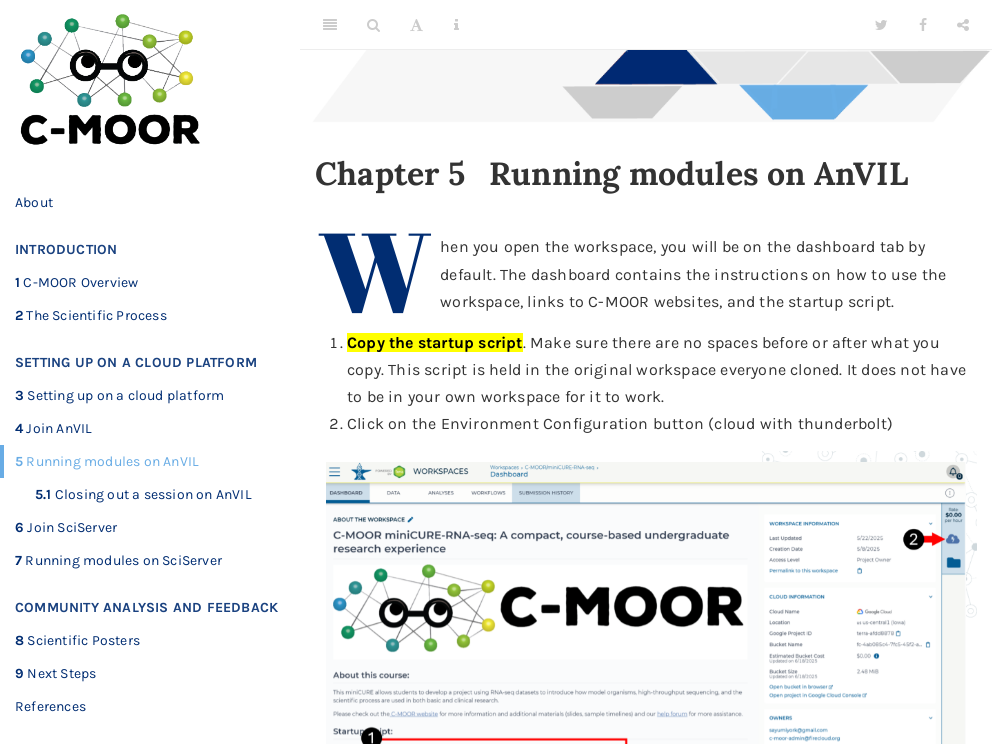 C-MOOR
About
INTRODUCTION
1 C-MOOR Overview
2 The Scientific Process
SETTING UP ON A CLOUD PLATFORM
3 Setting up on a cloud platform
4 Join AnVIL
5 Running modules on AnVIL
5.1 Closing out a session on AnVIL
6 Join SciServer
7 Running modules on SciServer
COMMUNITY ANALYSIS AND FEEDBACK
8 Scientific Posters
9 Next Steps
References
A
Chapter 5 Running modules on AnVIL
When you open the workspace, you will be on the dashboard tab by
default. The dashboard contains the instructions on how to use the
workspace, links to C-MOOR websites, and the startup script.
1. Copy the startup script. Make sure there are no spaces before or after what you
copy. This script is held in the original workspace everyone cloned. It does not have
to be in your own workspace for it to work.
2. Click on the Environment Configuration button (cloud with thunderbolt)
WORKSPACES
Workspaces › C-MOOR/miniCURE-RNA-seq ›
Dashboard
DASHBOARD
DATA
ANALYSES
WORKFLOWS
SUBMISSION HISTORY
ABOUT THE WORKSPACE
C-MOOR miniCURE-RNA-seq: A compact, course-based undergraduate
research experience
C-MOOR
About this course:
This miniCURE allows students to develop a project using RNA-seq datasets to introduce how model organisms, high-throughput sequencing, and the
scientific process are used in both basic and clinical research.
Please check out the C-MOOR website for more information and additional materials (slides, sample timelines) and our help forum for more assistance.
1
WORKSPACE INFORMATION
Last Updated 5/22/2025
Creation Date 5/9/2025
Access Level Project Owner
Permalink to this workspace
CLOUD INFORMATION
Cloud Name Google Cloud
Location us-central1 (Iowa)
Google Project ID
Bucket Name
Estimated Bucket Cost $0.00
Updated on 6/18/2025
Bucket Size 2.48 MiB
Updated on 6/18/2025
Open bucket in browser
Open project in Google Cloud Console
OWNERS
c-moor-admin@firecloud.org
Rate
$0.00
per hour
2